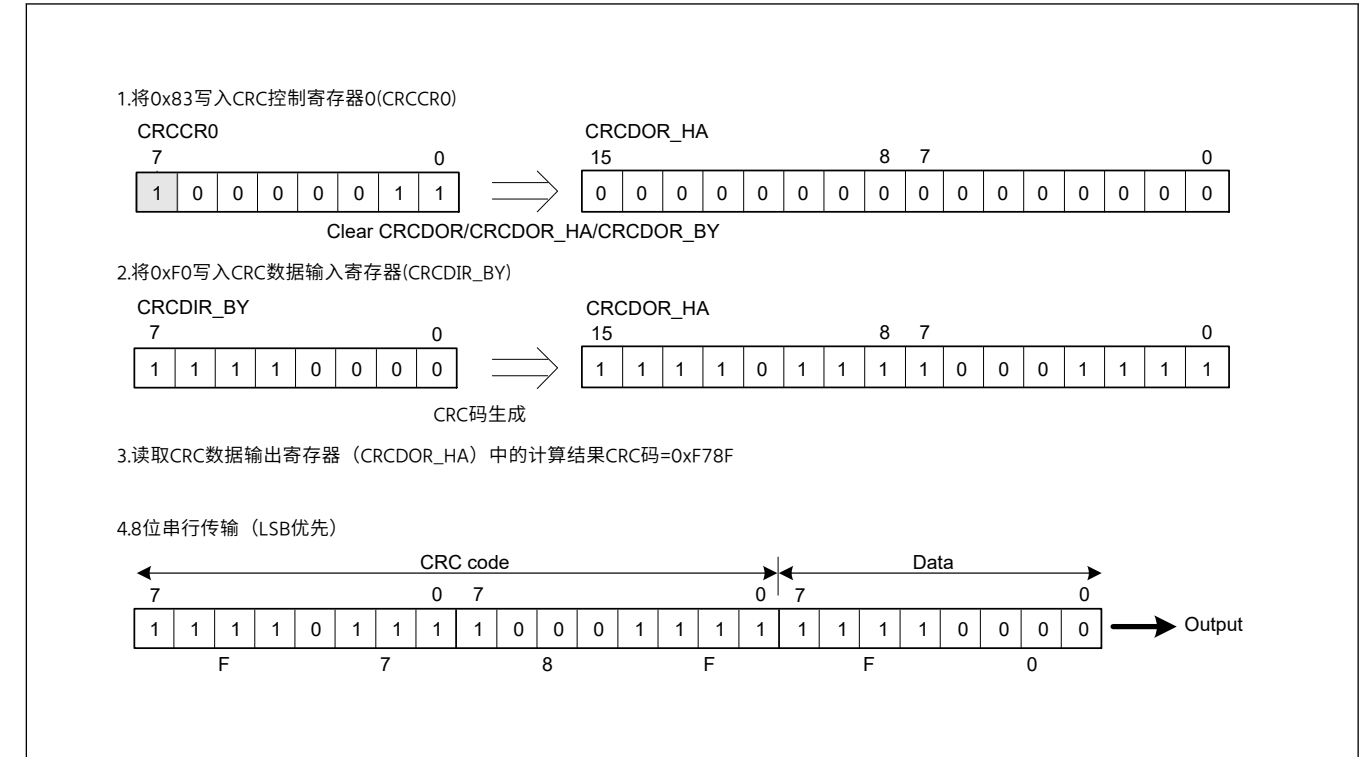 1.将0x83写入CRC控制寄存器0(CRCCR0)
CRCCR0 CRCDOR_HA
7 0 15 8 7 0
1 0 0 0 0 0 1 1 0 0 0 0 0 0 0 0 0 0 0 0 0 0 0 0
Clear CRCDOR/CRCDOR_HA/CRCDOR_BY
2.将0xF0写入CRC数据输入寄存器(CRCDIR_BY)
CRCDIR_BY CRCDOR_HA
7 0 15 8 7 0
1 1 1 1 0 0 0 0 1 1 1 1 0 1 1 1 1 0 0 0 1 1 1 1
CRC码生成
3.读取CRC数据输出寄存器（CRCDOR_HA）中的计算结果CRC码=0xF78F
4.8位串行传输（LSB优先）
CRC code Data
7 0 7 0 7 0
1 1 1 1 0 1 1 1 1 0 0 0 1 1 1 1 1 1 1 1 0 0 0 0 Output
F 7 8 F F 0